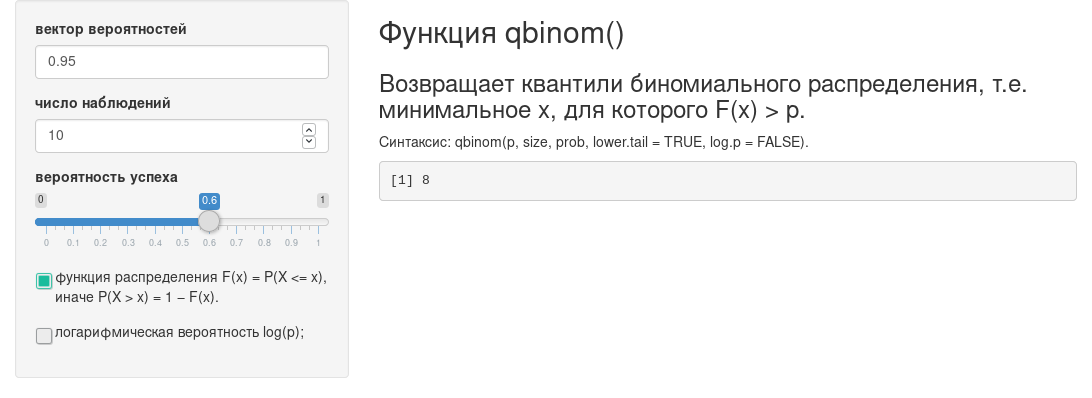 вектор вероятностей
0.95
число наблюдений
10
вероятность успеха
0 0.6 1
0 0.1 0.2 0.3 0.4 0.5 0.6 0.7 0.8 0.9 1
функция распределения F(x) = P(X <= x),
иначе P(X > x) = 1 – F(x).
логарифмическая вероятность log(p);
Функция qbinom()
Возвращает квантили биномиального распределения, т.е.
минимальное x, для которого F(x) > p.
Синтаксис: qbinom(p, size, prob, lower.tail = TRUE, log.p = FALSE).
[1] 8